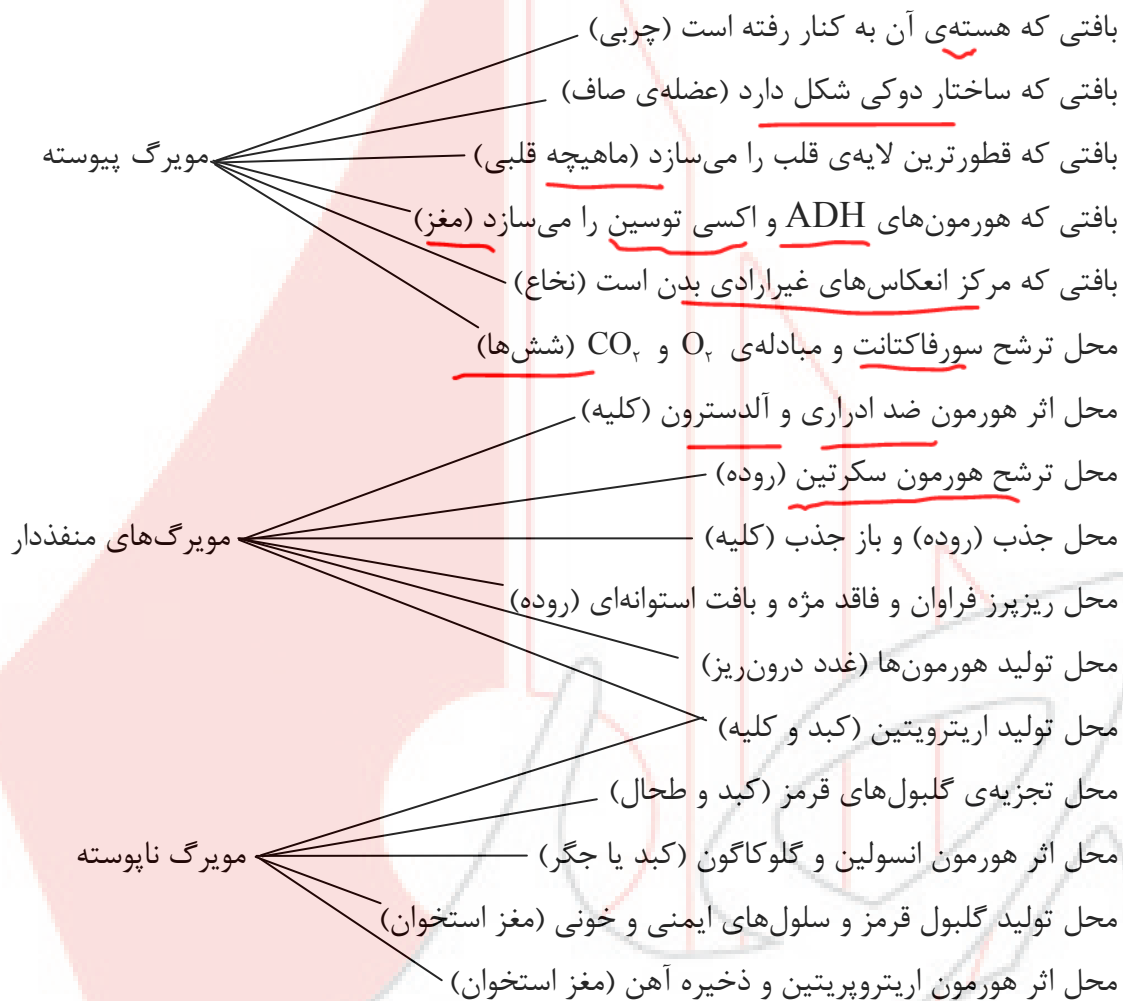 بافتی که هسته‌ی آن به کنار رفته است (چربی)
بافتی که ساختار دوکی شکل دارد (عضله‌ی صاف)
بافتی که قطورترین لایه‌ی قلب را می‌سازد (ماهیچه قلبی)
مویرگ پیوسته
بافتی که هورمون‌های ADH و اکسی توسین را می‌سازد (مغز)
بافتی که مرکز انعکاس‌های غیرارادی بدن است (نخاع)
محل ترشح سورفاکتانت و مبادله‌ی O₂ و CO₂ (شش‌ها)
محل اثر هورمون ضد ادراری و آلدسترون (کلیه)
محل ترشح هورمون سکرتین (روده)
محل جذب (روده) و باز جذب (کلیه)
مویرگ‌های منفذدار
محل ریزپرز فراوان و فاقد مژه و بافت استوانه‌ای (روده)
محل تولید هورمون‌ها (غدد درون‌ریز)
محل تولید اریترویتین (کبد و کلیه)
محل تجزیه‌ی گلبول‌های قرمز (کبد و طحال)
محل اثر هورمون انسولین و گلوکاگون (کبد یا جگر)
مویرگ ناپوسته
محل تولید گلبول قرمز و سلول‌های ایمنی و خونی (مغز استخوان)
محل اثر هورمون اریتروپریتین و ذخیره آهن (مغز استخوان)